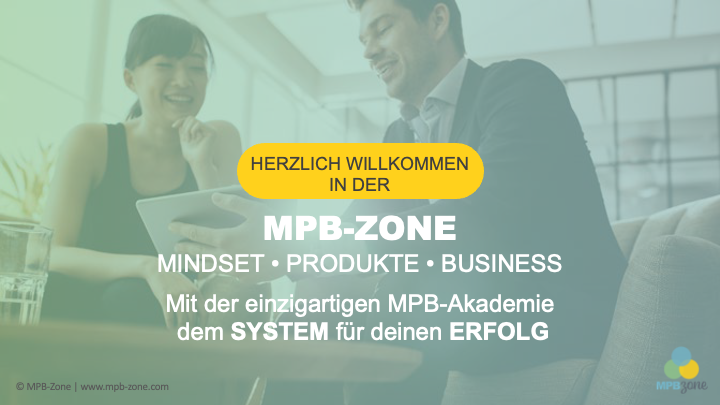 HERZLICH WILLKOMMEN
IN DER
MPB-ZONE
MINDSET • PRODUKTE • BUSINESS
Mit der einzigartigen MPB-Akademie
dem SYSTEM für deinen ERFOLG
© MPB-Zone | www.mpb-zone.com
MPB zone